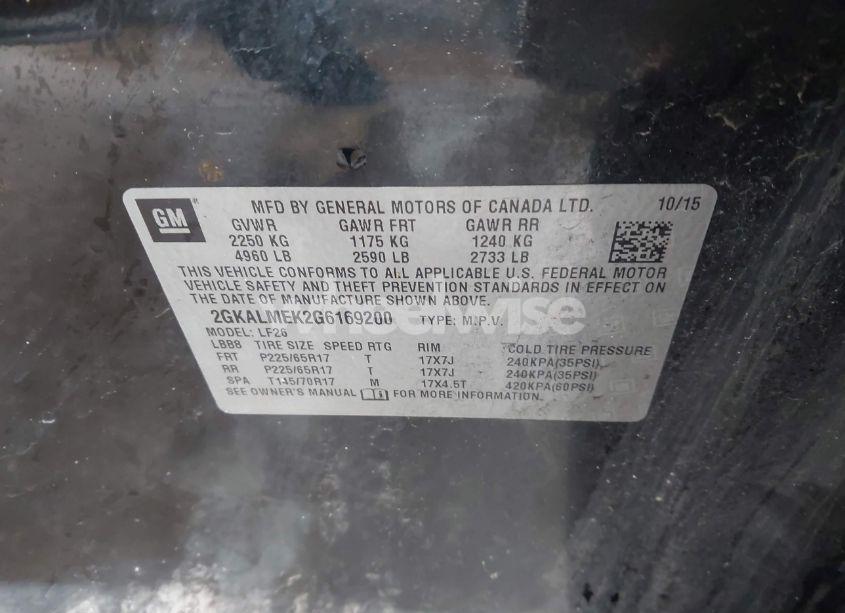 GM
MFD BY GENERAL MOTORS OF CANADA LTD. 10/15
GVWR GAWR FRT GAWR RR
2250 KG 1175 KG 1240 KG
4960 LB 2590 LB 2733 LB
THIS VEHICLE CONFORMS TO ALL APPLICABLE U.S. FEDERAL MOTOR
VEHICLE SAFETY, BUMPER, AND THEFT PREVENTION STANDARDS IN EFFECT ON
THE DATE OF MANUFACTURE SHOWN ABOVE.
2GKALMEK2G6169200 TYPE: M.P.V.
MODEL: LF26
LBB8 TIRE SIZE SPEED RTG RIM COLD TIRE PRESSURE
FRT P225/65R17 T 17X7J 240KPA(35PSI)
RR P225/65R17 T 17X7J 240KPA(35PSI)
SPA T145/70R17 M 17X4.5T 420KPA(60PSI)
SEE OWNER'S MANUAL FOR MORE INFORMATION.